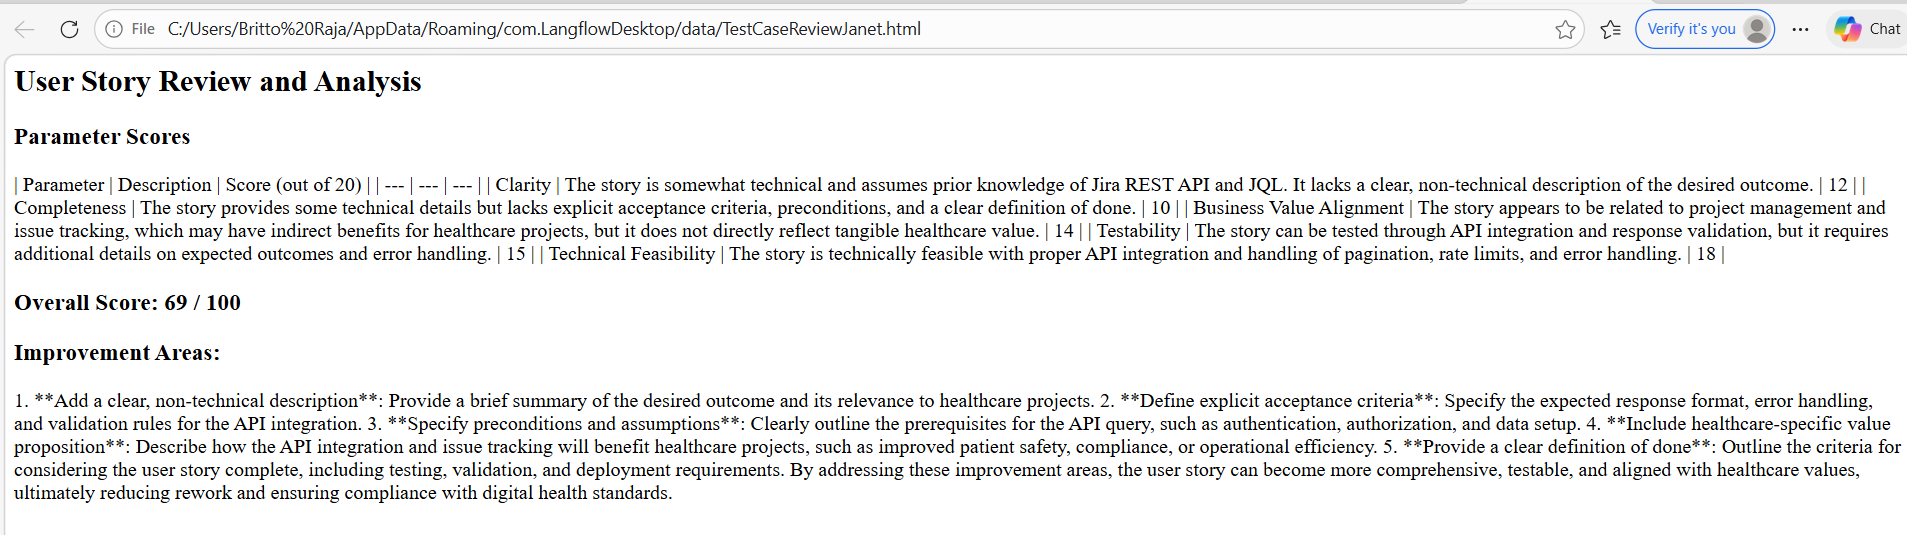 File C:/Users/Britto%20Raja/AppData/Roaming/com.LangflowDesktop/data/TestCaseReviewJanet.html
Verify it's you
Chat
User Story Review and Analysis
Parameter Scores
| Parameter | Description | Score (out of 20) | | --- | --- | --- | | Clarity | The story is somewhat technical and assumes prior knowledge of Jira REST API and JQL. It lacks a clear, non-technical description of the desired outcome. | 12 | |
Completeness | The story provides some technical details but lacks explicit acceptance criteria, preconditions, and a clear definition of done. | 10 | | Business Value Alignment | The story appears to be related to project management and
issue tracking, which may have indirect benefits for healthcare projects, but it does not directly reflect tangible healthcare value. | 14 | | Testability | The story can be tested through API integration and response validation, but it requires
additional details on expected outcomes and error handling. | 15 | | Technical Feasibility | The story is technically feasible with proper API integration and handling of pagination, rate limits, and error handling. | 18 |
Overall Score: 69 / 100
Improvement Areas:
1. **Add a clear, non-technical description**: Provide a brief summary of the desired outcome and its relevance to healthcare projects. 2. **Define explicit acceptance criteria**: Specify the expected response format, error handling,
and validation rules for the API integration. 3. **Specify preconditions and assumptions**: Clearly outline the prerequisites for the API query, such as authentication, authorization, and data setup. 4. **Include healthcare-specific value
proposition**: Describe how the API integration and issue tracking will benefit healthcare projects, such as improved patient safety, compliance, or operational efficiency. 5. **Provide a clear definition of done**: Outline the criteria for
considering the user story complete, including testing, validation, and deployment requirements. By addressing these improvement areas, the user story can become more comprehensive, testable, and aligned with healthcare values,
ultimately reducing rework and ensuring compliance with digital health standards.